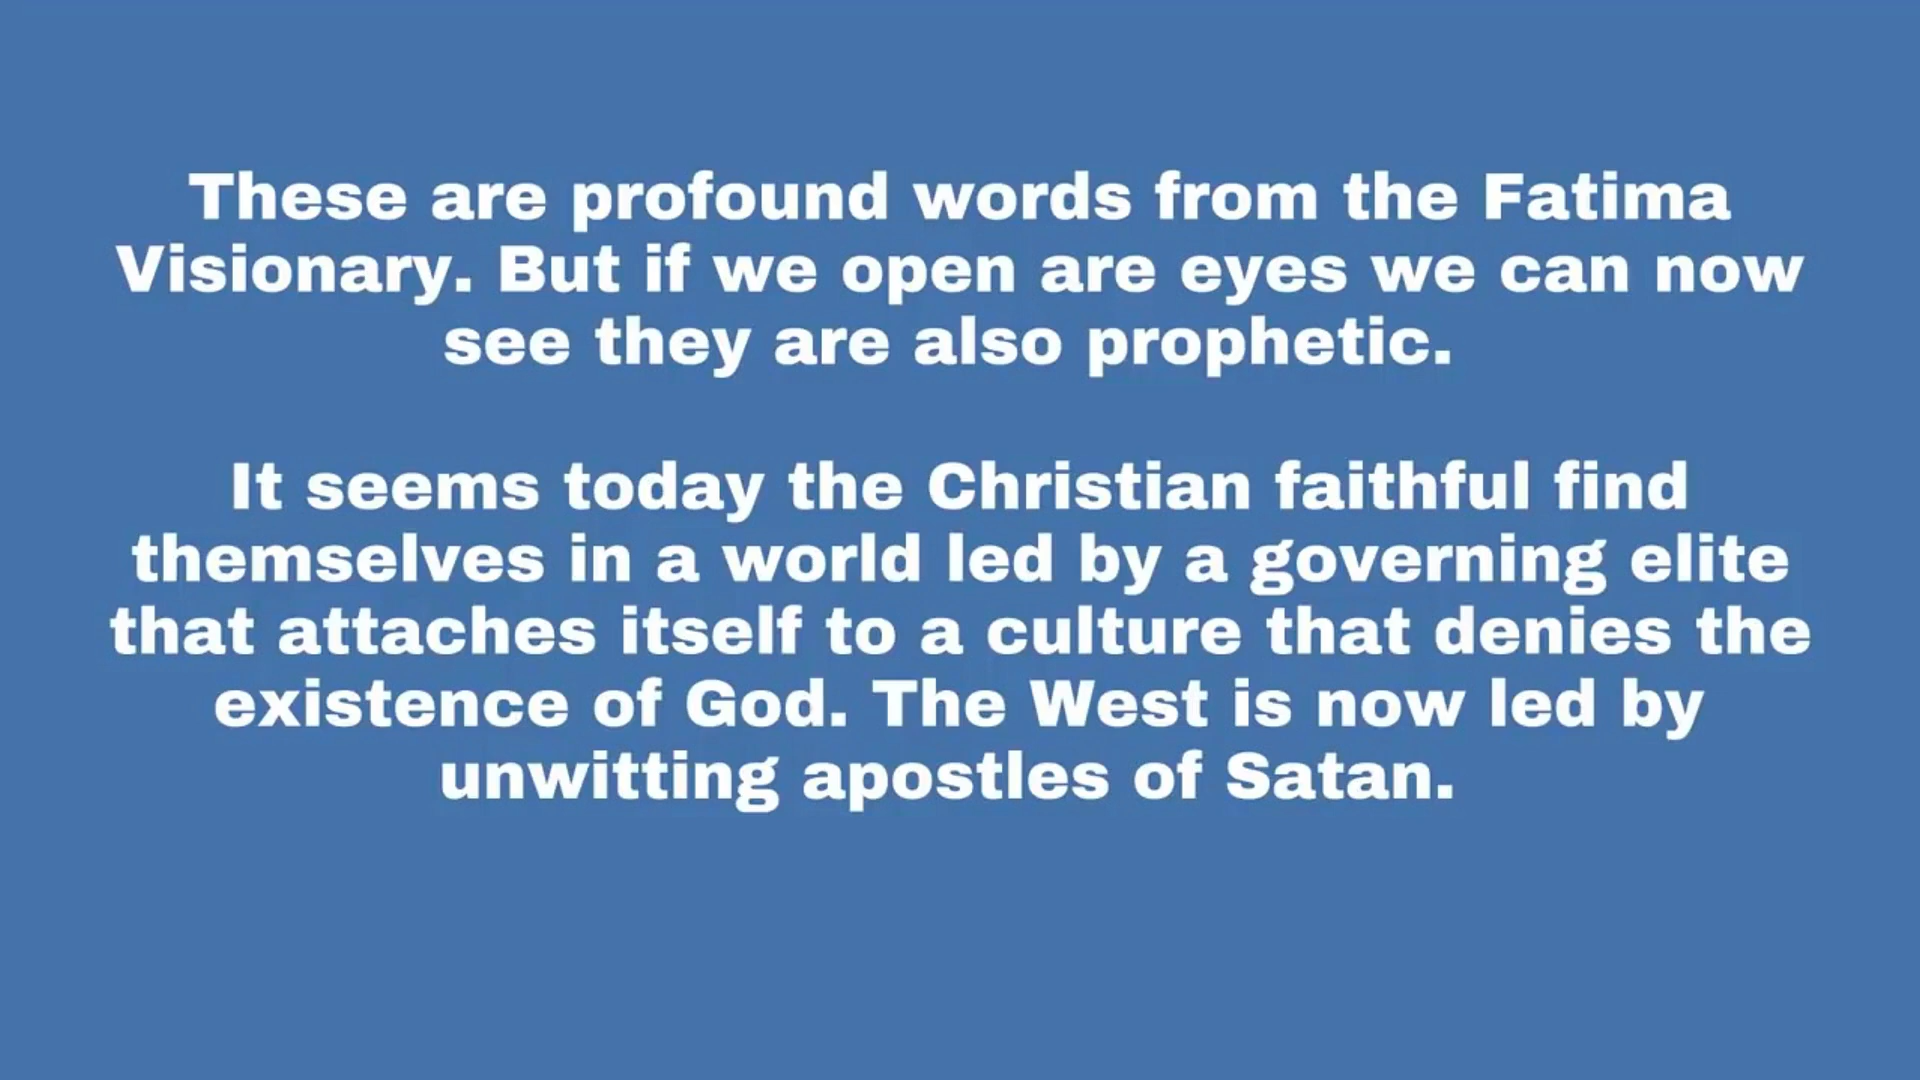 These are profound words from the Fatima
Visionary. But if we open are eyes we can now
see they are also prophetic.
It seems today the Christian faithful find
themselves in a world led by a governing elite
that attaches itself to a culture that denies the
existence of God. The West is now led by
unwitting apostles of Satan.